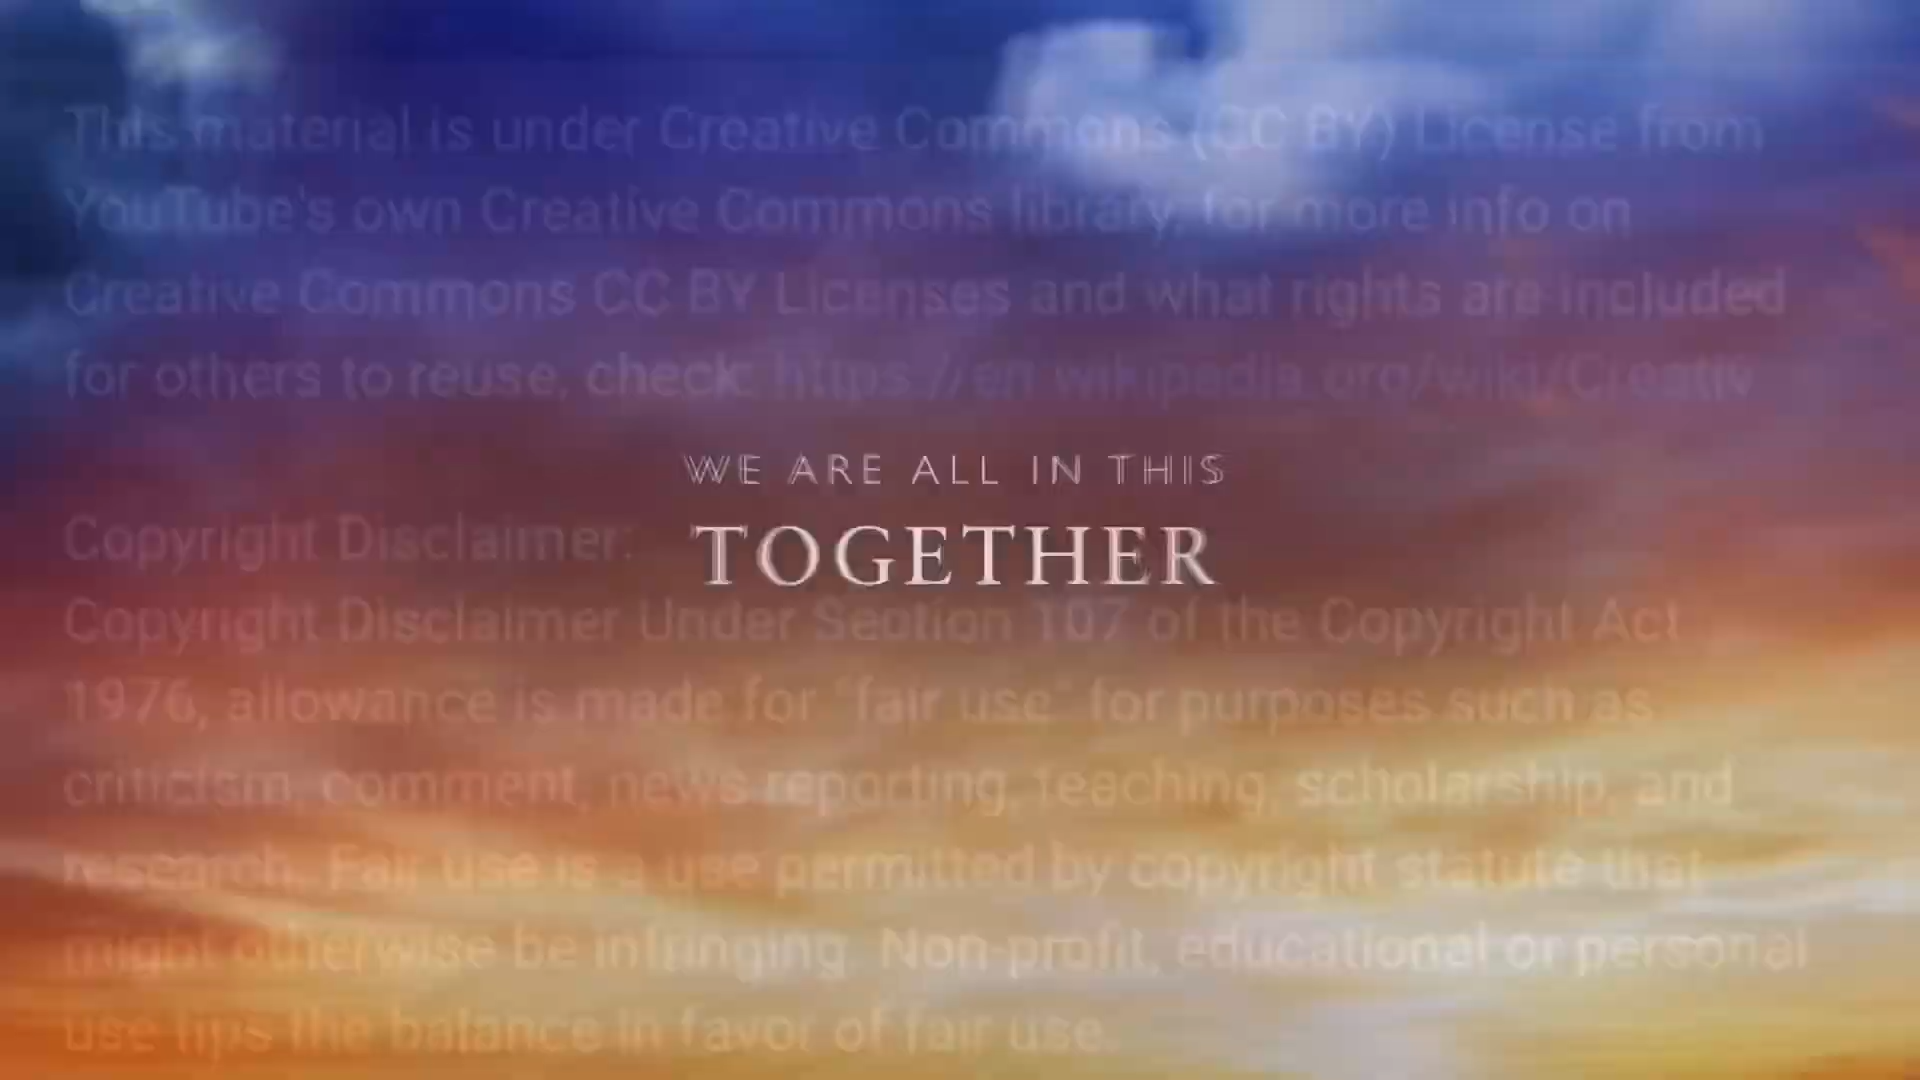 This material is under Creative Commons (CC BY) License from
YouTube's own Creative Commons library, for more info on
Creative Commons CC BY Licenses and what rights are included
for others to reuse, check: https://en.wikipedia.org/wiki/Creativ
WE ARE ALL IN THIS
TOGETHER
Copyright Disclaimer:
Copyright Disclaimer Under Section 107 of the Copyright Act
1976, allowance is made for "fair use" for purposes such as
criticism, comment, news reporting, teaching, scholarship, and
research. Fair use is a use permitted by copyright statute that
might otherwise be infringing. Non-profit, educational or personal
use tips the balance in favor of fair use.